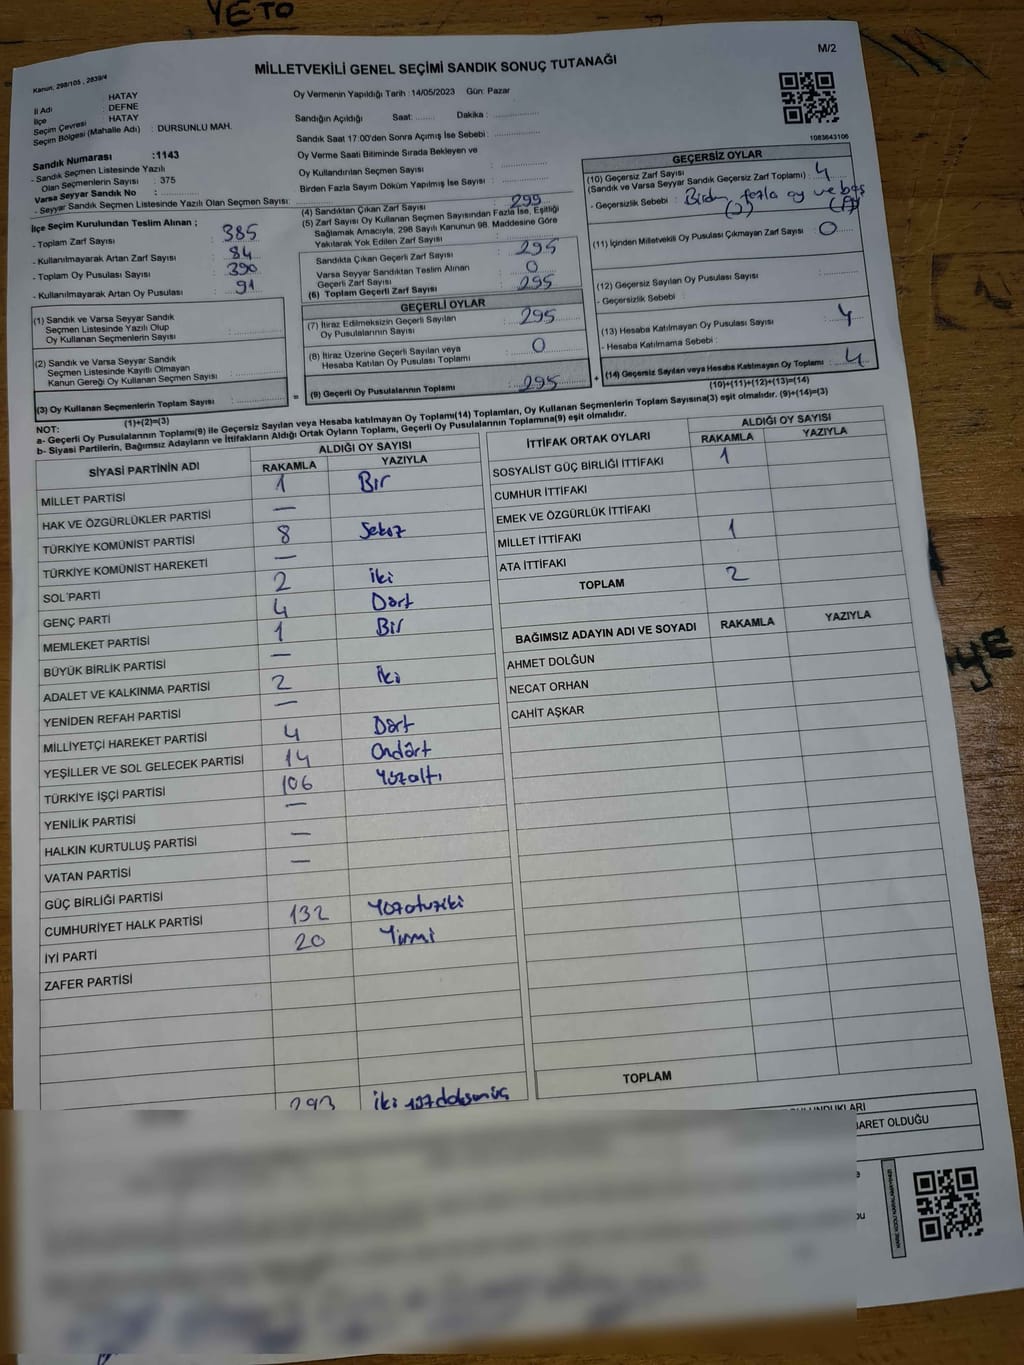 YETO
M/2
Kanun, 298/105 , 2839/4
MİLLETVEKİLİ GENEL SEÇİMİ SANDIK SONUÇ TUTANAĞI
İl Adı : HATAY
İlçe : DEFNE
Seçim Çevresi : HATAY
Seçim Bölgesi (Mahalle Adı) : DURSUNLU MAH.
Oy Vermenin Yapıldığı Tarih : 14/05/2023 Gün: Pazar
Sandığın Açıldığı Saat: Dakika :
Sandık Saat 17:00'den Sonra Açımış İse Sebebi :
Oy Verme Saati Bitiminde Sırada Bekleyen ve
Oy Kullandırılan Seçmen Sayısı :
Birden Fazla Sayım Döküm Yapılmış İse Sayısı :
1083643106
Sandık Numarası :1143
- Sandık Seçmen Listesinde Yazılı
Olan Seçmenlerin Sayısı : 375
Varsa Seyyar Sandık No :
- Seyyar Sandık Seçmen Listesinde Yazılı Olan Seçmen Sayısı:
İlçe Seçim Kurulundan Teslim Alınan ;
- Toplam Zarf Sayısı : 385
- Kullanılmayarak Artan Zarf Sayısı : 84
- Toplam Oy Pusulası Sayısı : 390
- Kullanılmayarak Artan Oy Pusulası : 91
(1) Sandık ve Varsa Seyyar Sandık
Seçmen Listesinde Yazılı Olup
Oy Kullanan Seçmenlerin Sayısı :
(2) Varsa Sandık ve Seyyar Sandık
Seçmen Listesinde Kayıtlı Olmayan
Kanun Gereği Oy Kullanan Seçmen Sayısı :
(3) Oy Kullanan Seçmenlerin Toplam Sayısı :
(1)+(2)=(3)
(4) Sandıktan Çıkan Zarf Sayısı : 299
(5) Zarf Sayısı Oy Kullanan Seçmen Sayısından Fazla İse, Eşitliği
Sağlamak Amacıyla, 298 Sayılı Kanunun 98. Maddesine Göre
Yakılarak Yok Edilen Zarf Sayısı :
Sandıkta Çıkan Geçerli Zarf Sayısı : 295
Varsa Seyyar Sandıktan Teslim Alınan
Geçerli Zarf Sayısı : 0
(6) Toplam Geçerli Zarf Sayısı : 295
GEÇERLİ OYLAR
(7) İtiraz Edilmeksizin Geçerli Sayılan
Oy Pusulalarının Sayısı : 295
(8) İtiraz Üzerine Geçerli Sayılan veya
Hesaba Katılan Oy Pusulası Toplamı : 0
(9) Geçerli Oy Pusulalarının Toplamı : 295
GEÇERSİZ OYLAR
(10) Geçersiz Zarf Sayısı : 4
(Sandık ve Varsa Seyyar Sandık Geçersiz Zarf Toplamı)
- Geçersizlik Sebebi : Birden fazla oy ve boş
(11) İçinden Milletvekili Oy Pusulası Çıkmayan Zarf Sayısı : 0
(12) Geçersiz Sayılan Oy Pusulası Sayısı :
- Geçersizlik Sebebi :
(13) Hesaba Katılmayan Oy Pusulası Sayısı : 4
- Hesaba Katılmama Sebebi :
(14) Geçersiz Sayılan veya Hesaba Katılmayan Oy Toplamı : 4
(10)+(11)+(12)+(13)=(14)
NOT:
a- Geçerli Oy Pusulalarının Toplamı(9) ile Geçersiz Sayılan veya Hesaba katılmayan Oy Toplamı(14) Toplamları, Oy Kullanan Seçmenlerin Toplam Sayısına(3) eşit olmalıdır. (9)+(14)=(3)
b- Siyasi Partilerin, Bağımsız Adayların ve İttifakların Aldığı Ortak Oyların Toplamı, Geçerli Oy Pusulalarının Toplamına(9) eşit olmalıdır.
SİYASİ PARTİNİN ADI ALDIĞI OY SAYISI
RAKAMLA YAZIYLA
MİLLET PARTİSİ 1 Bir
HAK VE ÖZGÜRLÜKLER PARTİSİ —
TÜRKİYE KOMÜNİST PARTİSİ 8 Sekiz
TÜRKİYE KOMÜNİST HAREKETİ —
SOL PARTİ 2 iki
GENÇ PARTİ 4 Dört
MEMLEKET PARTİSİ 1 Bir
BÜYÜK BİRLİK PARTİSİ —
ADALET VE KALKINMA PARTİSİ 2 iki
YENİDEN REFAH PARTİSİ —
MİLLİYETÇİ HAREKET PARTİSİ 4 Dört
YEŞİLLER VE SOL GELECEK PARTİSİ 14 Ondört
TÜRKİYE İŞÇİ PARTİSİ 106 Yüzaltı
YENİLİK PARTİSİ —
HALKIN KURTULUŞ PARTİSİ —
VATAN PARTİSİ —
GÜÇ BİRLİĞİ PARTİSİ
CUMHURİYET HALK PARTİSİ 132 Yüzotuziki
İYİ PARTİ 20 Yirmi
ZAFER PARTİSİ
293 iki yüzdoksanüç
İTTİFAK ORTAK OYLARI ALDIĞI OY SAYISI
RAKAMLA YAZIYLA
SOSYALİST GÜÇ BİRLİĞİ İTTİFAKI 1
CUMHUR İTTİFAKI
EMEK VE ÖZGÜRLÜK İTTİFAKI
MİLLET İTTİFAKI 1
ATA İTTİFAKI
TOPLAM 2
BAĞIMSIZ ADAYIN ADI VE SOYADI RAKAMLA YAZIYLA
AHMET DOLĞUN
NECAT ORHAN
CAHİT AŞKAR
TOPLAM